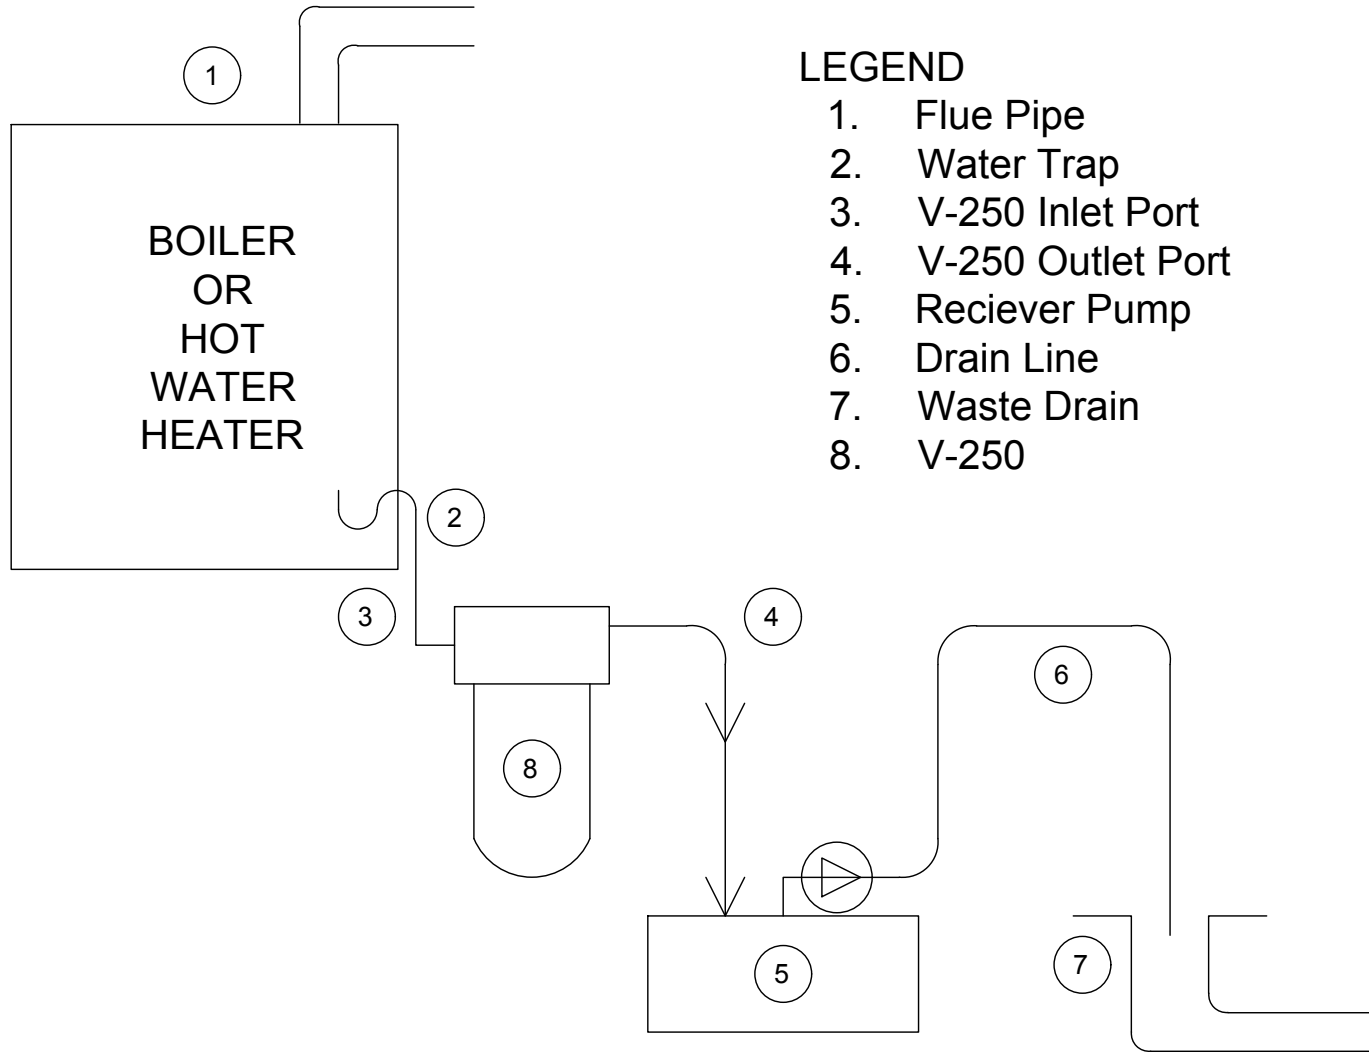 1
BOILER
OR
HOT
WATER
HEATER
2
3
4
6
8
5
7
LEGEND
1. Flue Pipe
2. Water Trap
3. V-250 Inlet Port
4. V-250 Outlet Port
5. Reciever Pump
6. Drain Line
7. Waste Drain
8. V-250